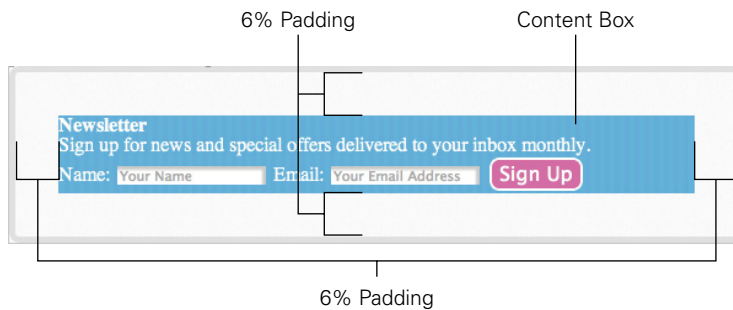 6% Padding
Content Box
Newsletter
Sign up for news and special offers delivered to your inbox monthly.
Name: Your Name Email: Your Email Address Sign Up
6% Padding